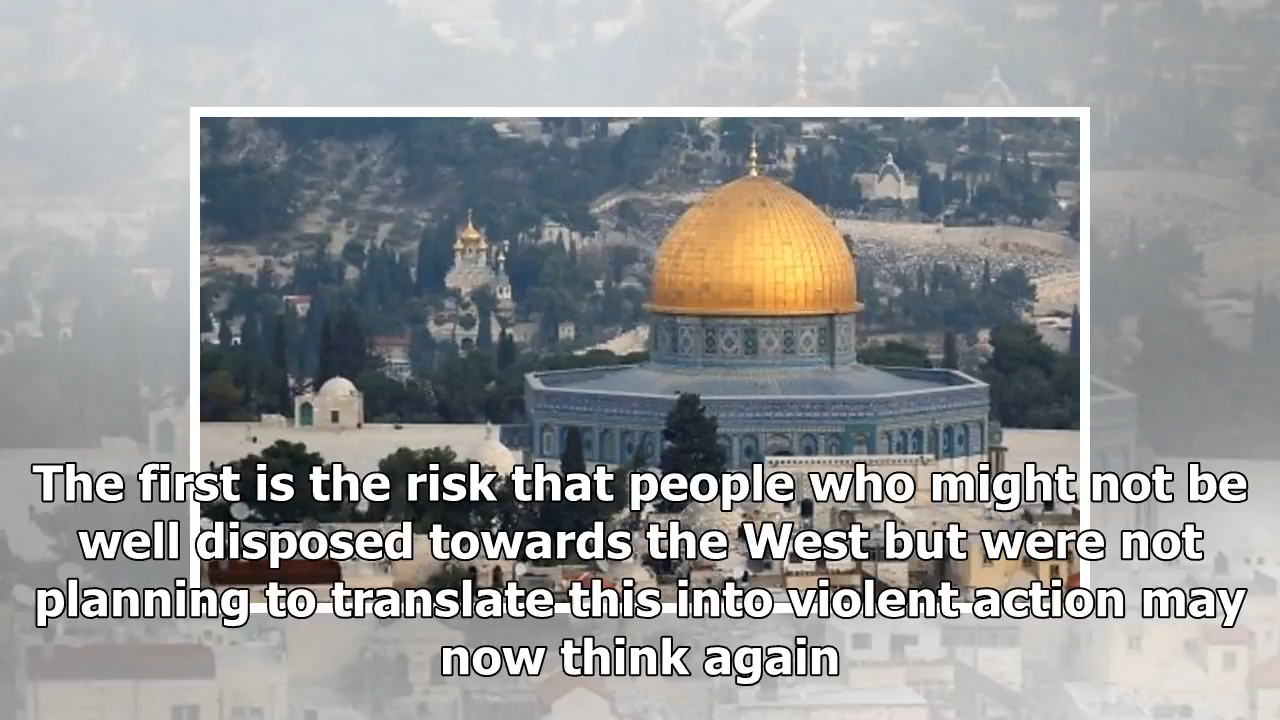 The first is the risk that people who might not be
well disposed towards the West but were not
planning to translate this into violent action may
now think again